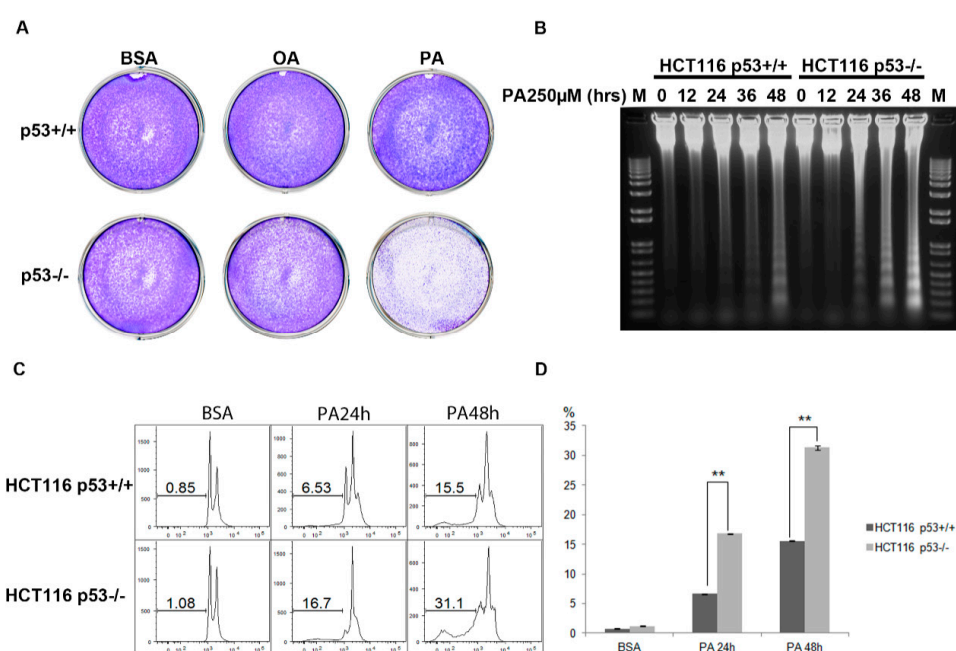 A
BSA OA PA
p53+/+
p53-/-
B
HCT116 p53+/+ HCT116 p53-/-
PA250μM (hrs) M 0 12 24 36 48 0 12 24 36 48 M
C
BSA PA24h PA48h
HCT116 p53+/+
0.85 6.53 15.5
HCT116 p53-/-
1.08 16.7 31.1
D
%
35
30
25
20
15
10
5
0
** **
BSA PA 24h PA 48h
HCT116 p53+/+
HCT116 p53-/-